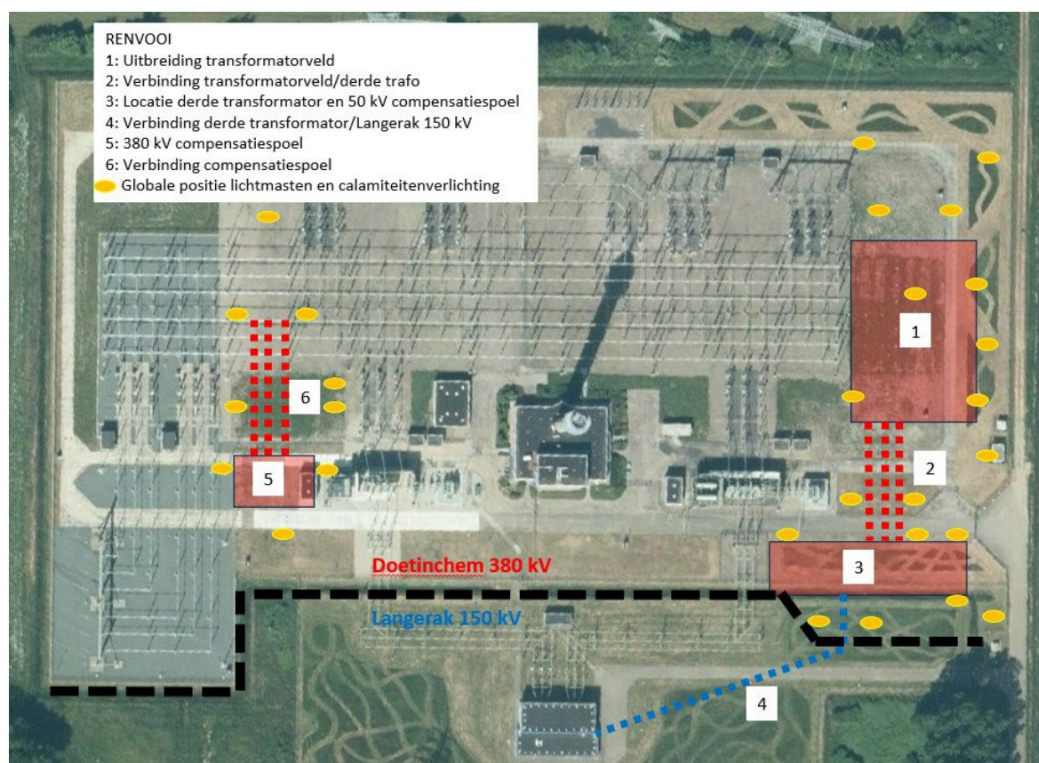 RENVOOI
1: Uitbreiding transformatorveld
2: Verbinding transformatorveld/derde trafo
3: Locatie derde transformator en 50 kV compensatiespoel
4: Verbinding derde transformator/Langerak 150 kV
5: 380 kV compensatiespoel
6: Verbinding compensatiespoel
Globale positie lichtmasten en calamiteitenverlichting
1
6
2
5
Doetinchem 380 kV
3
Langerak 150 kV
4